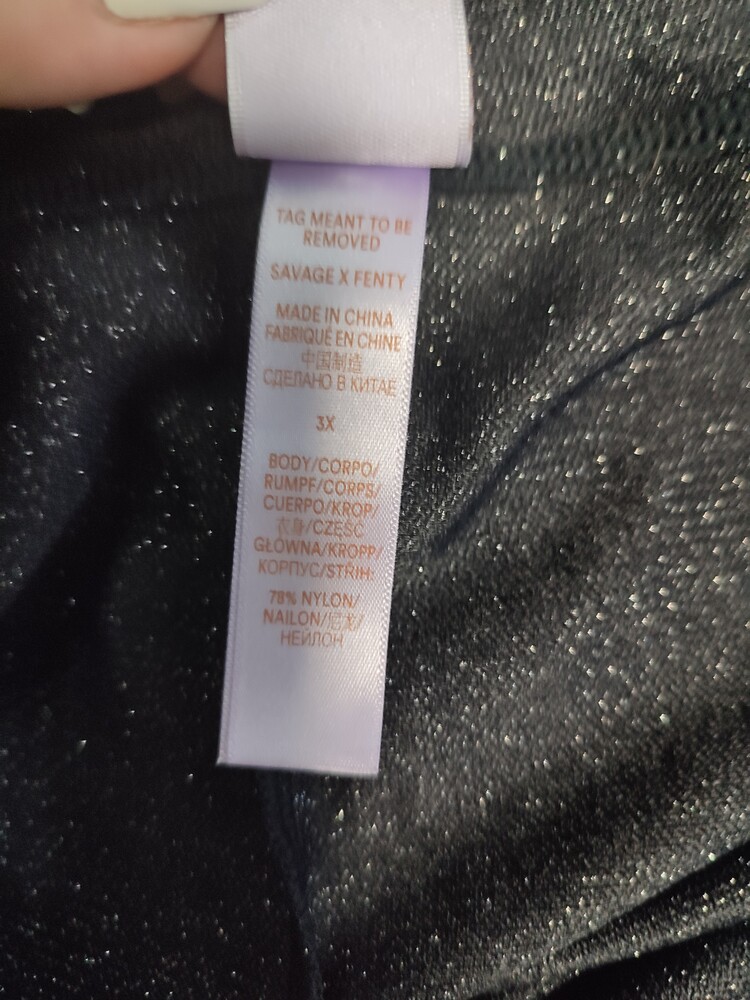 TAG MEANT TO BE
REMOVED
SAVAGE X FENTY
MADE IN CHINA
FABRIQUÉ EN CHINE
中国制造
СДЕЛАНО В КИТАЕ
3X
BODY/CORPO/
RUMPF/CORPS/
CUERPO/KROP/
衣身/CZĘŚĆ
GŁÓWNA/KROPP/
КОРПУС/STŘIH:
78% NYLON/
NAILON/尼龙/
НЕЙЛОН